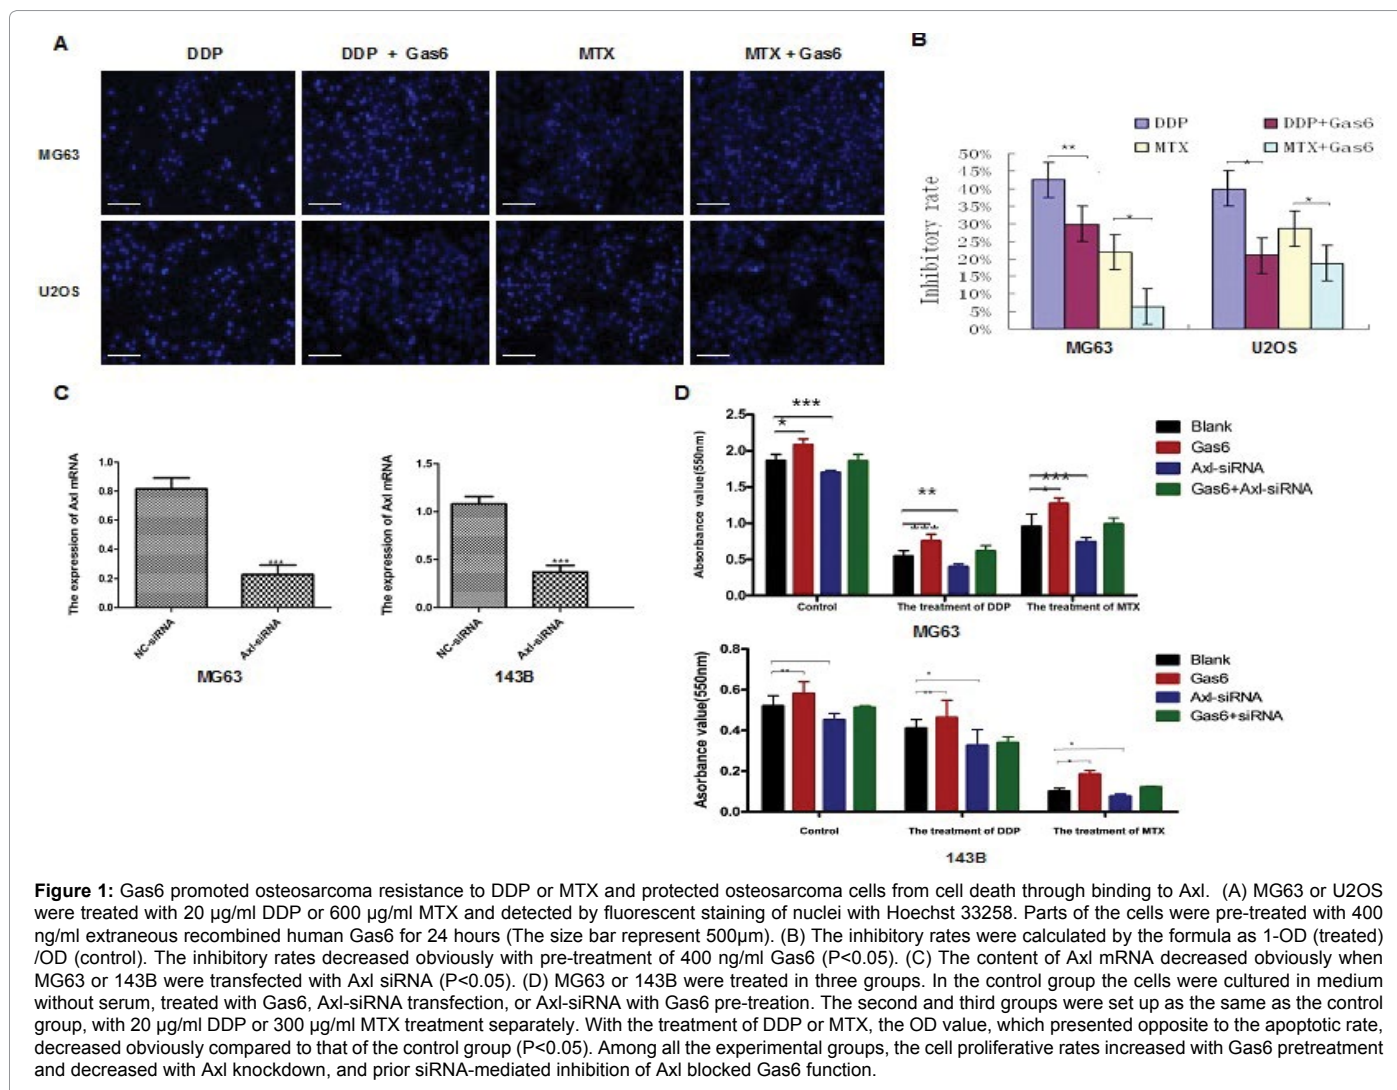 A
DDP
DDP + Gas6
MTX
MTX + Gas6
MG63
U2OS
B
DDP
DDP+Gas6
MTX
MTX+Gas6
**
*
*
*
Inhibitory rate
50%
45%
40%
35%
30%
25%
20%
15%
10%
5%
0%
MG63
U2OS
C
The expression of Axl mRNA
1.0
0.8
0.6
0.4
0.2
0.0
***
NC-siRNA
Axl-siRNA
MG63
The expression of Axl mRNA
1.5
1.0
0.5
0.0
***
NC-siRNA
Axl-siRNA
143B
D
Absorbance value(550nm)
2.5
2.0
1.5
1.0
0.5
0.0
***
*
**
***
***
*
Control
The treatment of DDP
The treatment of MTX
MG63
Blank
Gas6
Axl-siRNA
Gas6+Axl-siRNA
Asorbance value(550nm)
0.8
0.6
0.4
0.2
0.0
**
*
**
*
*
Control
The treatment of DDP
The treatment of MTX
143B
Blank
Gas6
Axl-siRNA
Gas6+siRNA
Figure 1: Gas6 promoted osteosarcoma resistance to DDP or MTX and protected osteosarcoma cells from cell death through binding to Axl. (A) MG63 or U2OS
were treated with 20 µg/ml DDP or 600 µg/ml MTX and detected by fluorescent staining of nuclei with Hoechst 33258. Parts of the cells were pre-treated with 400
ng/ml extraneous recombined human Gas6 for 24 hours (The size bar represent 500µm). (B) The inhibitory rates were calculated by the formula as 1-OD (treated)
/OD (control). The inhibitory rates decreased obviously with pre-treatment of 400 ng/ml Gas6 (P<0.05). (C) The content of Axl mRNA decreased obviously when
MG63 or 143B were transfected with Axl siRNA (P<0.05). (D) MG63 or 143B were treated in three groups. In the control group the cells were cultured in medium
without serum, treated with Gas6, Axl-siRNA transfection, or Axl-siRNA with Gas6 pre-treation. The second and third groups were set up as the same as the control
group, with 20 µg/ml DDP or 300 µg/ml MTX treatment separately. With the treatment of DDP or MTX, the OD value, which presented opposite to the apoptotic rate,
decreased obviously compared to that of the control group (P<0.05). Among all the experimental groups, the cell proliferative rates increased with Gas6 pretreatment
and decreased with Axl knockdown, and prior siRNA-mediated inhibition of Axl blocked Gas6 function.